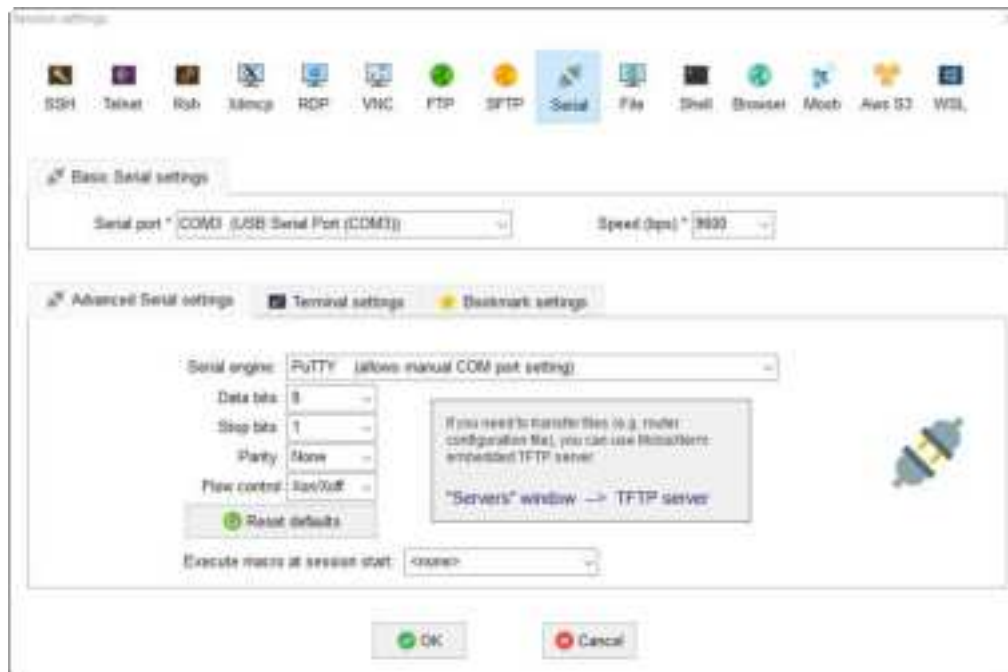 Session settings
SSH Telnet Rsh Xdmcp RDP VNC FTP SFTP Serial File Shell Browser Mosh Aws S3 WSL
Basic Serial settings
Serial port * COM3 (USB Serial Port (COM3)) Speed (bps) * 9600
Advanced Serial settings Terminal settings Bookmark settings
Serial engine: PuTTY (allows manual COM port setting)
Data bits 8
Stop bits 1
Parity None
Flow control Xon/Xoff
Reset defaults
If you need to transfer files (e.g. router
configuration file), you can use MobaXterm
embedded TFTP server
"Servers" window --> TFTP server
Execute macro at session start: <none>
OK Cancel